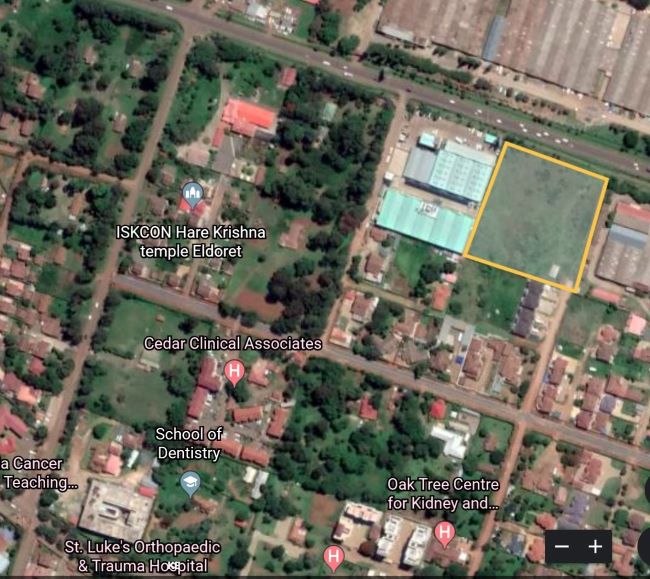 ISKCON Hare Krishna
temple Eldoret
Cedar Clinical Associates
H
School of
Dentistry
a Cancer
Teaching...
Oak Tree Centre
for Kidney and...
H
St. Luke's Orthopaedic
& Trauma Hospital
H